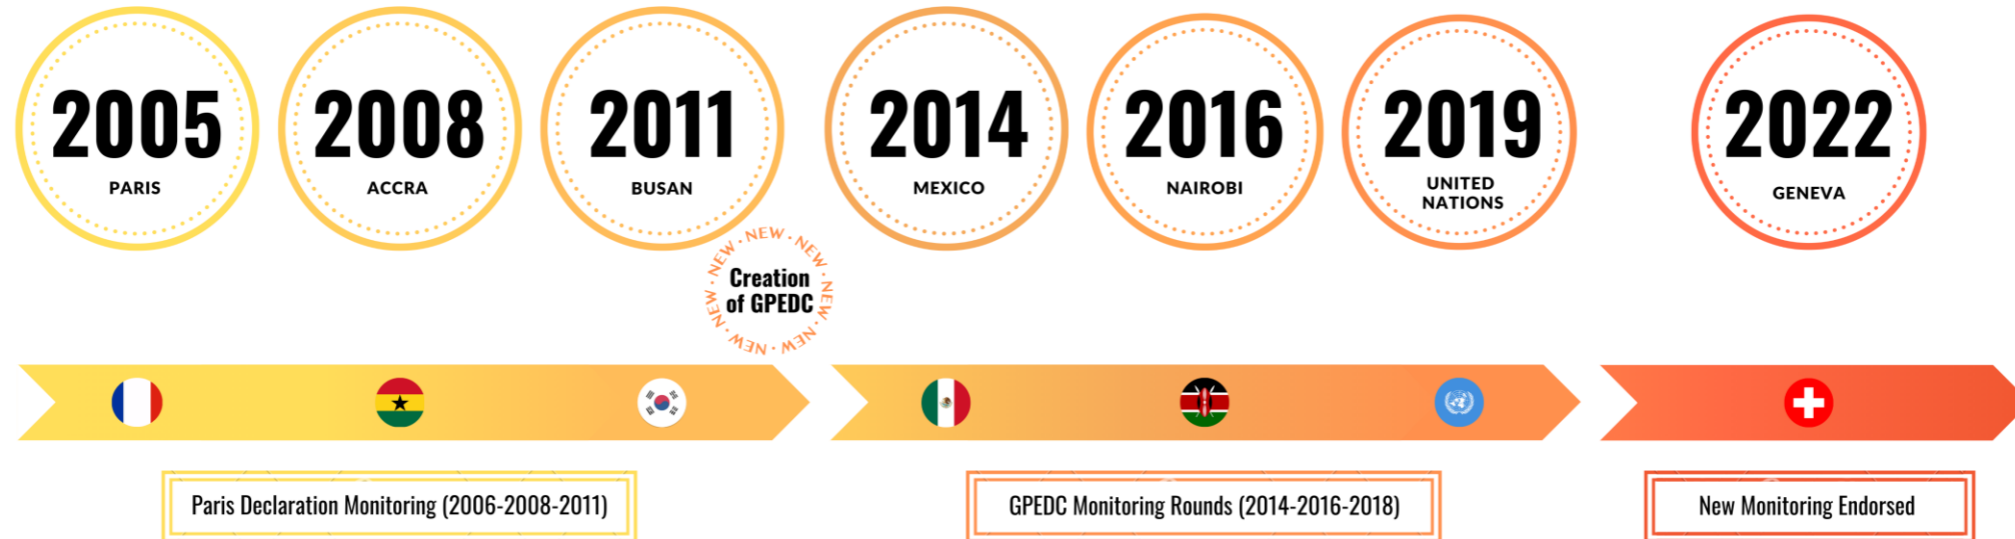 2005
PARIS
2008
ACCRA
2011
BUSAN
2014
MEXICO
2016
NAIROBI
2019
UNITED
NATIONS
2022
GENEVA
NEW · NEW · NEW · NEW · NEW · NEW · NEW ·
Creation
of GPEDC
Paris Declaration Monitoring (2006-2008-2011)
GPEDC Monitoring Rounds (2014-2016-2018)
New Monitoring Endorsed